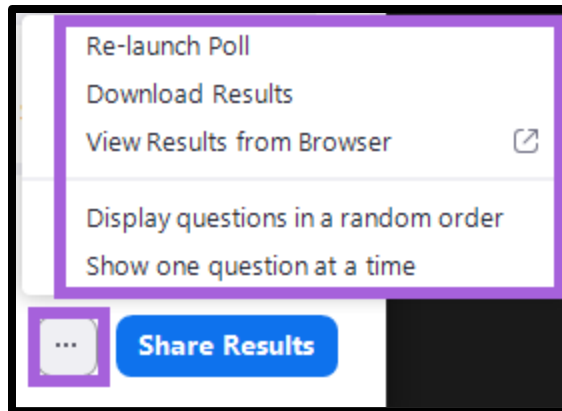 Re-launch Poll
Download Results
View Results from Browser
Display questions in a random order
Show one question at a time
... Share Results